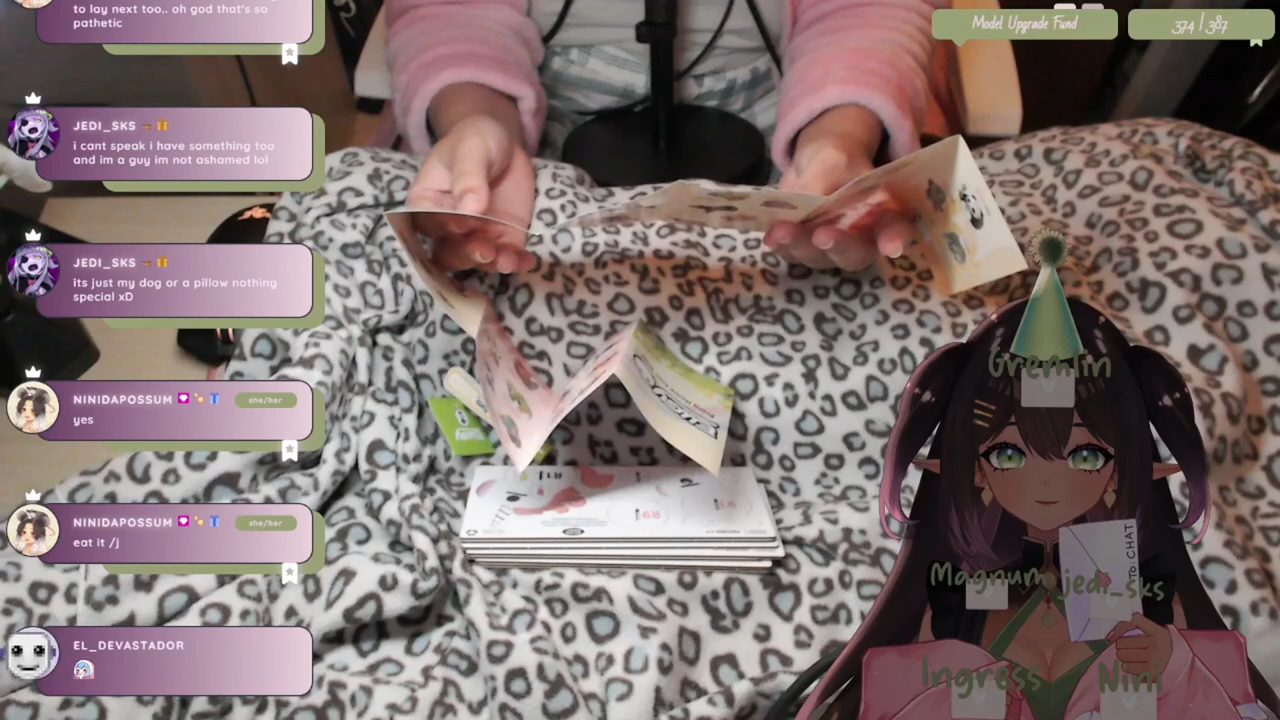 to lay next too.. oh god that's so
pathetic
JEDI_SKS
i cant speak i have something too
and im a guy im not ashamed lol
JEDI_SKS
its just my dog or a pillow nothing
special xD
NINIDAPOSSUM she/her
yes
NINIDAPOSSUM she/her
eat it /j
EL_DEVASTADOR
Model Upgrade Fund
374 / 387
Gremlin
TO: CHAT
Magnum
jedi_sks
Ingress
Nini